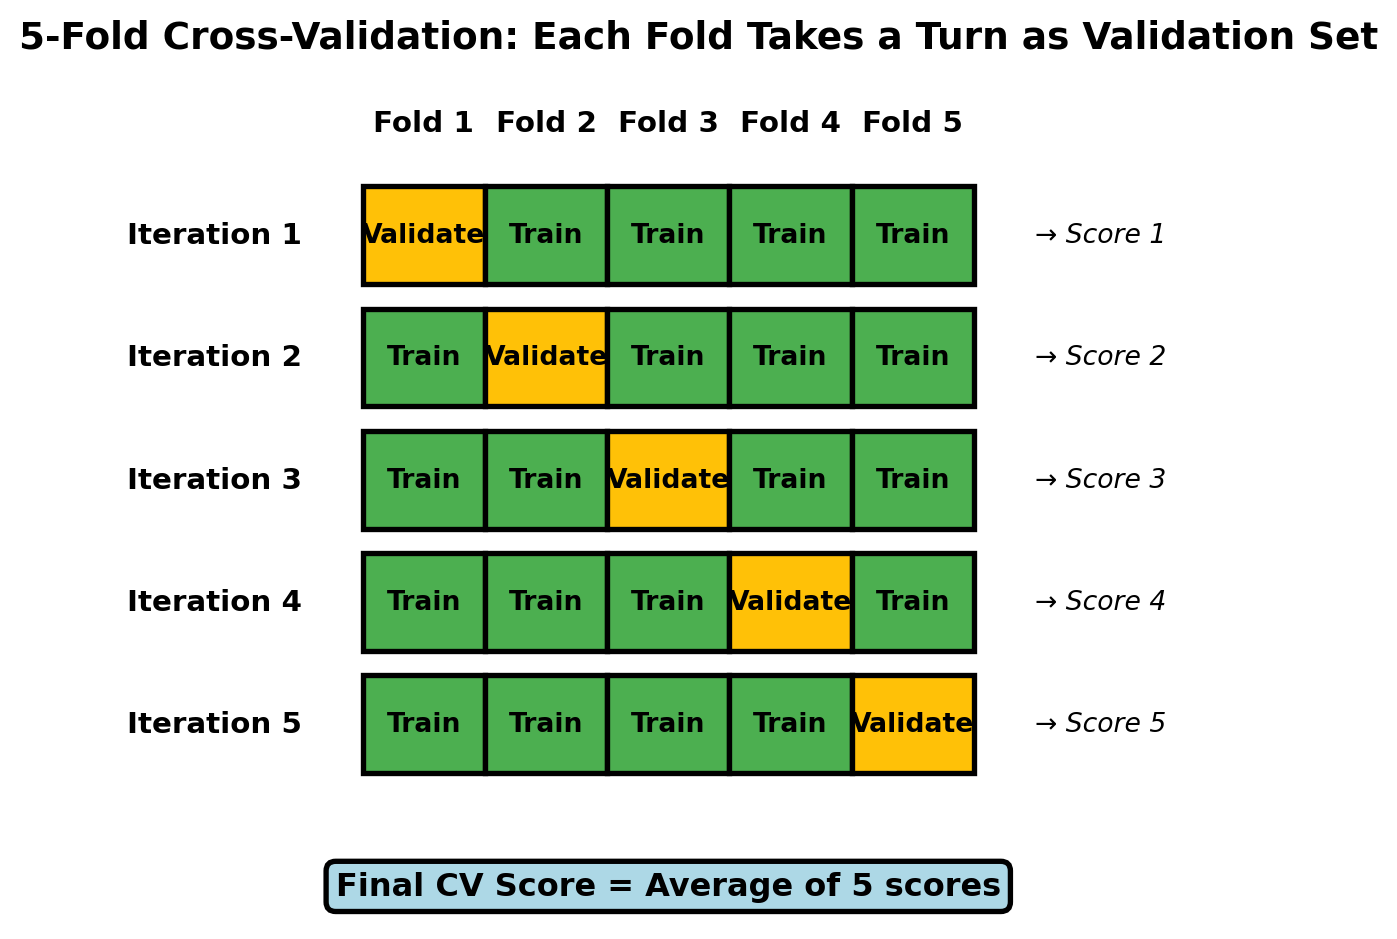 5-Fold Cross-Validation: Each Fold Takes a Turn as Validation Set
Fold 1 Fold 2 Fold 3 Fold 4 Fold 5
Iteration 1 Validate Train Train Train Train → Score 1
Iteration 2 Train Validate Train Train Train → Score 2
Iteration 3 Train Train Validate Train Train → Score 3
Iteration 4 Train Train Train Validate Train → Score 4
Iteration 5 Train Train Train Train Validate → Score 5
Final CV Score = Average of 5 scores